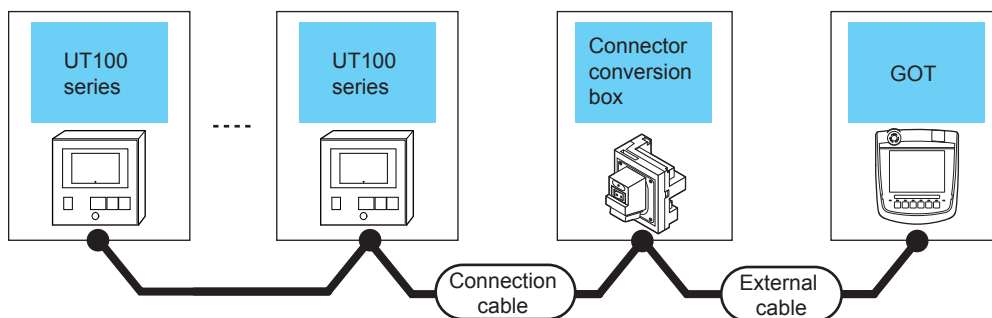 UT100
series
UT100
series
Connector
conversion
box
GOT
Connection
cable
External
cable